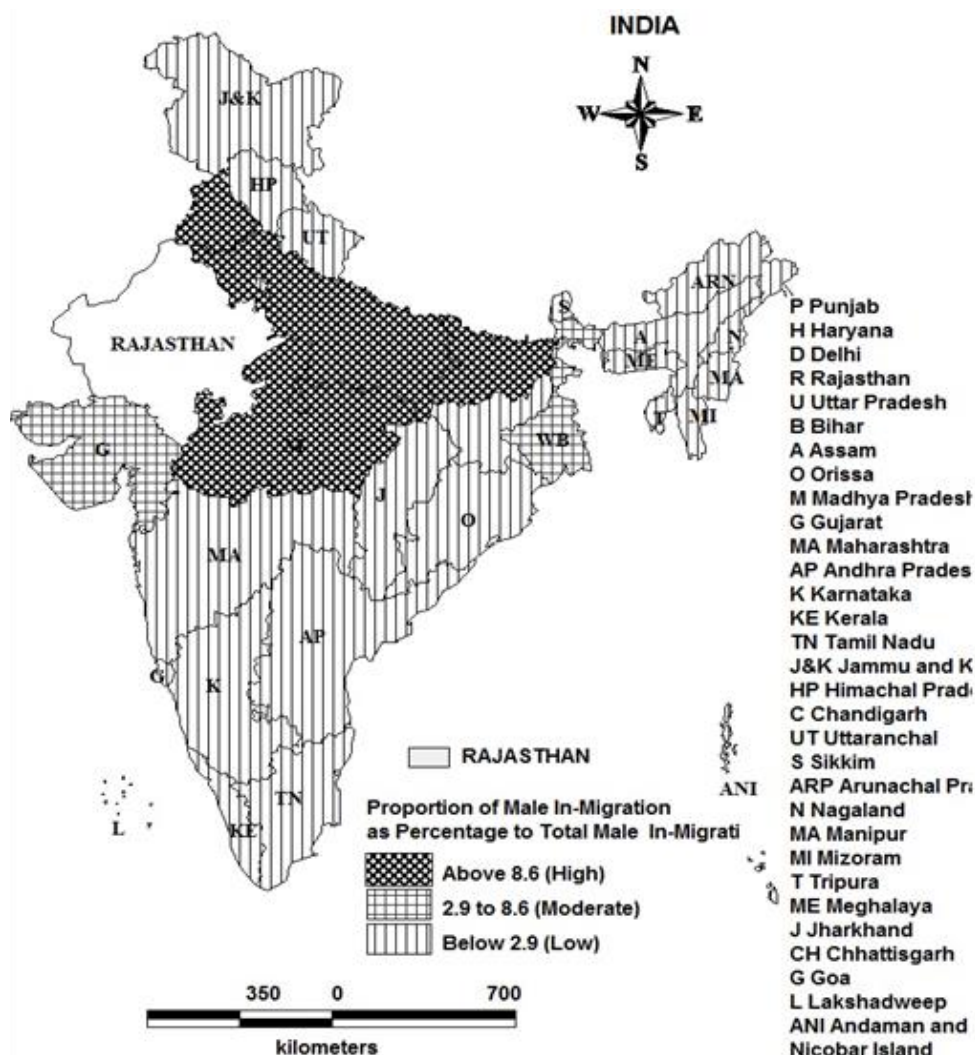 INDIA
N
W E
S
J&K
HP
UT
RAJASTHAN
S
ARN
A
N
ME
MA
T
MI
G
WB
J
O
MA
AP
G
K
TN
KE
L
ANI
P Punjab
H Haryana
D Delhi
R Rajasthan
U Uttar Pradesh
B Bihar
A Assam
O Orissa
M Madhya Pradesh
G Gujarat
MA Maharashtra
AP Andhra Prades
K Karnataka
KE Kerala
TN Tamil Nadu
J&K Jammu and K
HP Himachal Prade
C Chandigarh
UT Uttaranchal
S Sikkim
ARP Arunachal Pra
N Nagaland
MA Manipur
MI Mizoram
T Tripura
ME Meghalaya
J Jharkhand
CH Chhattisgarh
G Goa
L Lakshadweep
ANI Andaman and
Nicobar Island
RAJASTHAN
Proportion of Male In-Migration
as Percentage to Total Male In-Migrati
Above 8.6 (High)
2.9 to 8.6 (Moderate)
Below 2.9 (Low)
350 0 700
kilometers